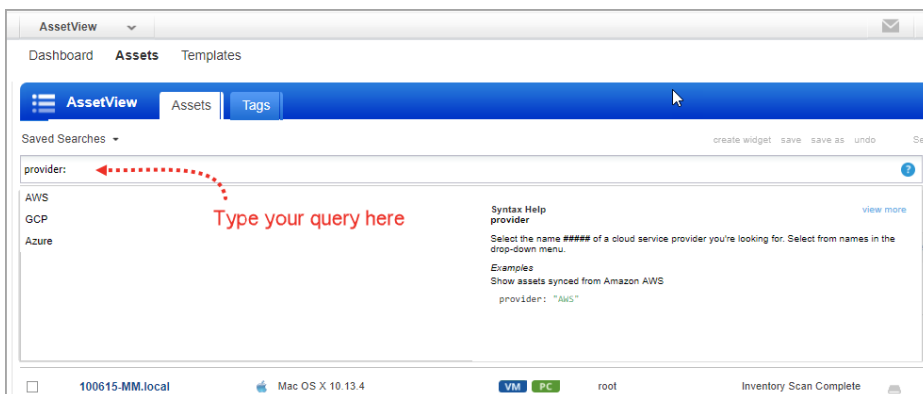 AssetView
Dashboard Assets Templates
AssetView Assets Tags
Saved Searches create widget save save as undo Se
provider: ?
AWS
GCP
Azure
Type your query here
Syntax Help view more
provider
Select the name ##### of a cloud service provider you're looking for. Select from names in the
drop-down menu.
Examples
Show assets synced from Amazon AWS
provider: "AWS"
100615-MM.local Mac OS X 10.13.4 VM PC root Inventory Scan Complete